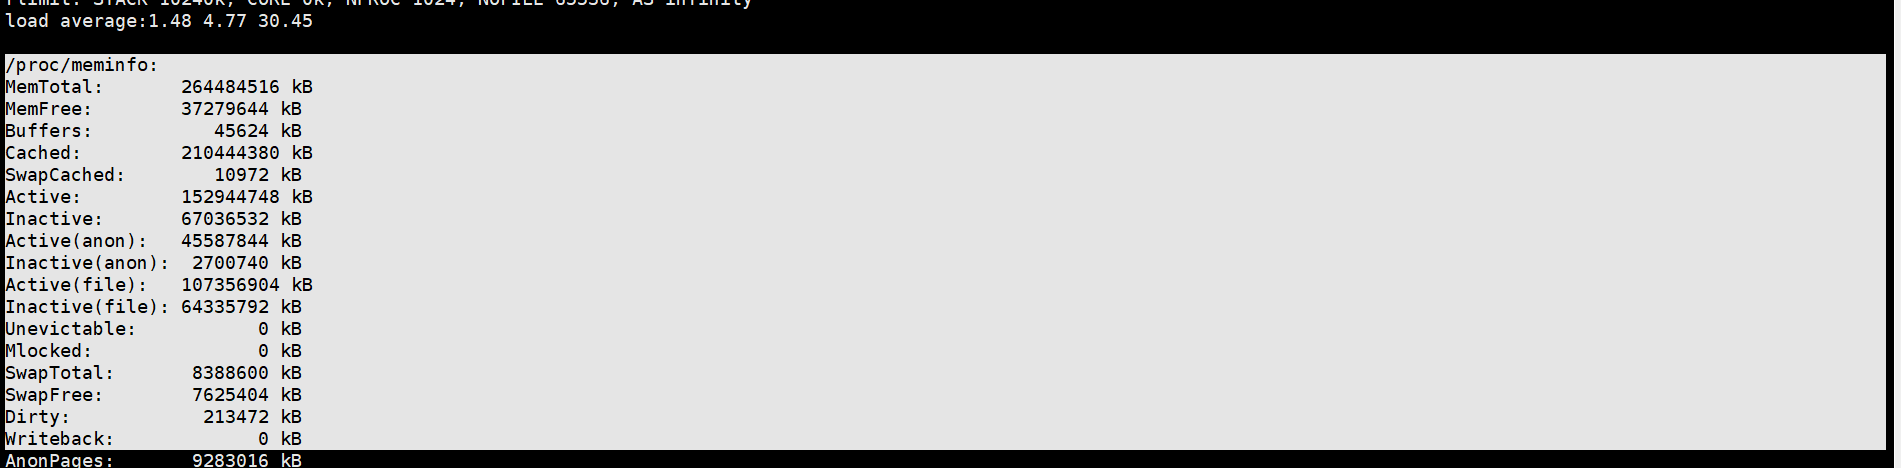 rlimit: STACK 10240k, CORE 0k, NPROC 1024, NOFILE 65536, AS infinity
load average:1.48 4.77 30.45
/proc/meminfo:
MemTotal:       264484516 kB
MemFree:        37279644 kB
Buffers:           45624 kB
Cached:         210444380 kB
SwapCached:        10972 kB
Active:         152944748 kB
Inactive:       67036532 kB
Active(anon):   45587844 kB
Inactive(anon):  2700740 kB
Active(file):   107356904 kB
Inactive(file): 64335792 kB
Unevictable:           0 kB
Mlocked:               0 kB
SwapTotal:       8388600 kB
SwapFree:        7625404 kB
Dirty:            213472 kB
Writeback:             0 kB
AnonPages:       9283016 kB